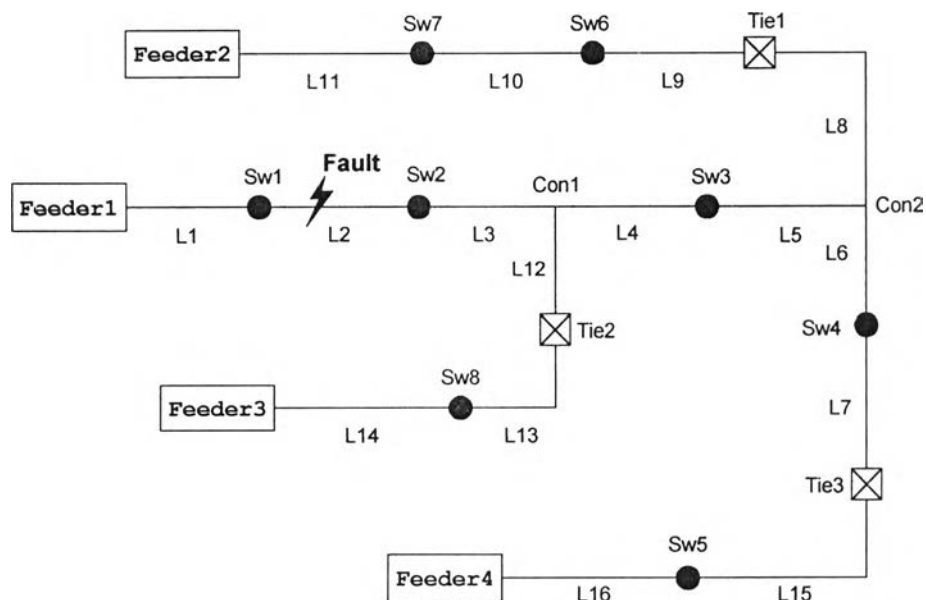 Sw7
Sw6
Tie1
Feeder2
L11
L10
L9
L8
Fault
Sw1
Sw2
Con1
Sw3
Feeder1
Con2
L1
L2
L3
L4
L5
L6
L12
Tie2
Sw4
Sw8
Feeder3
L14
L13
L7
Tie3
Sw5
Feeder4
L16
L15